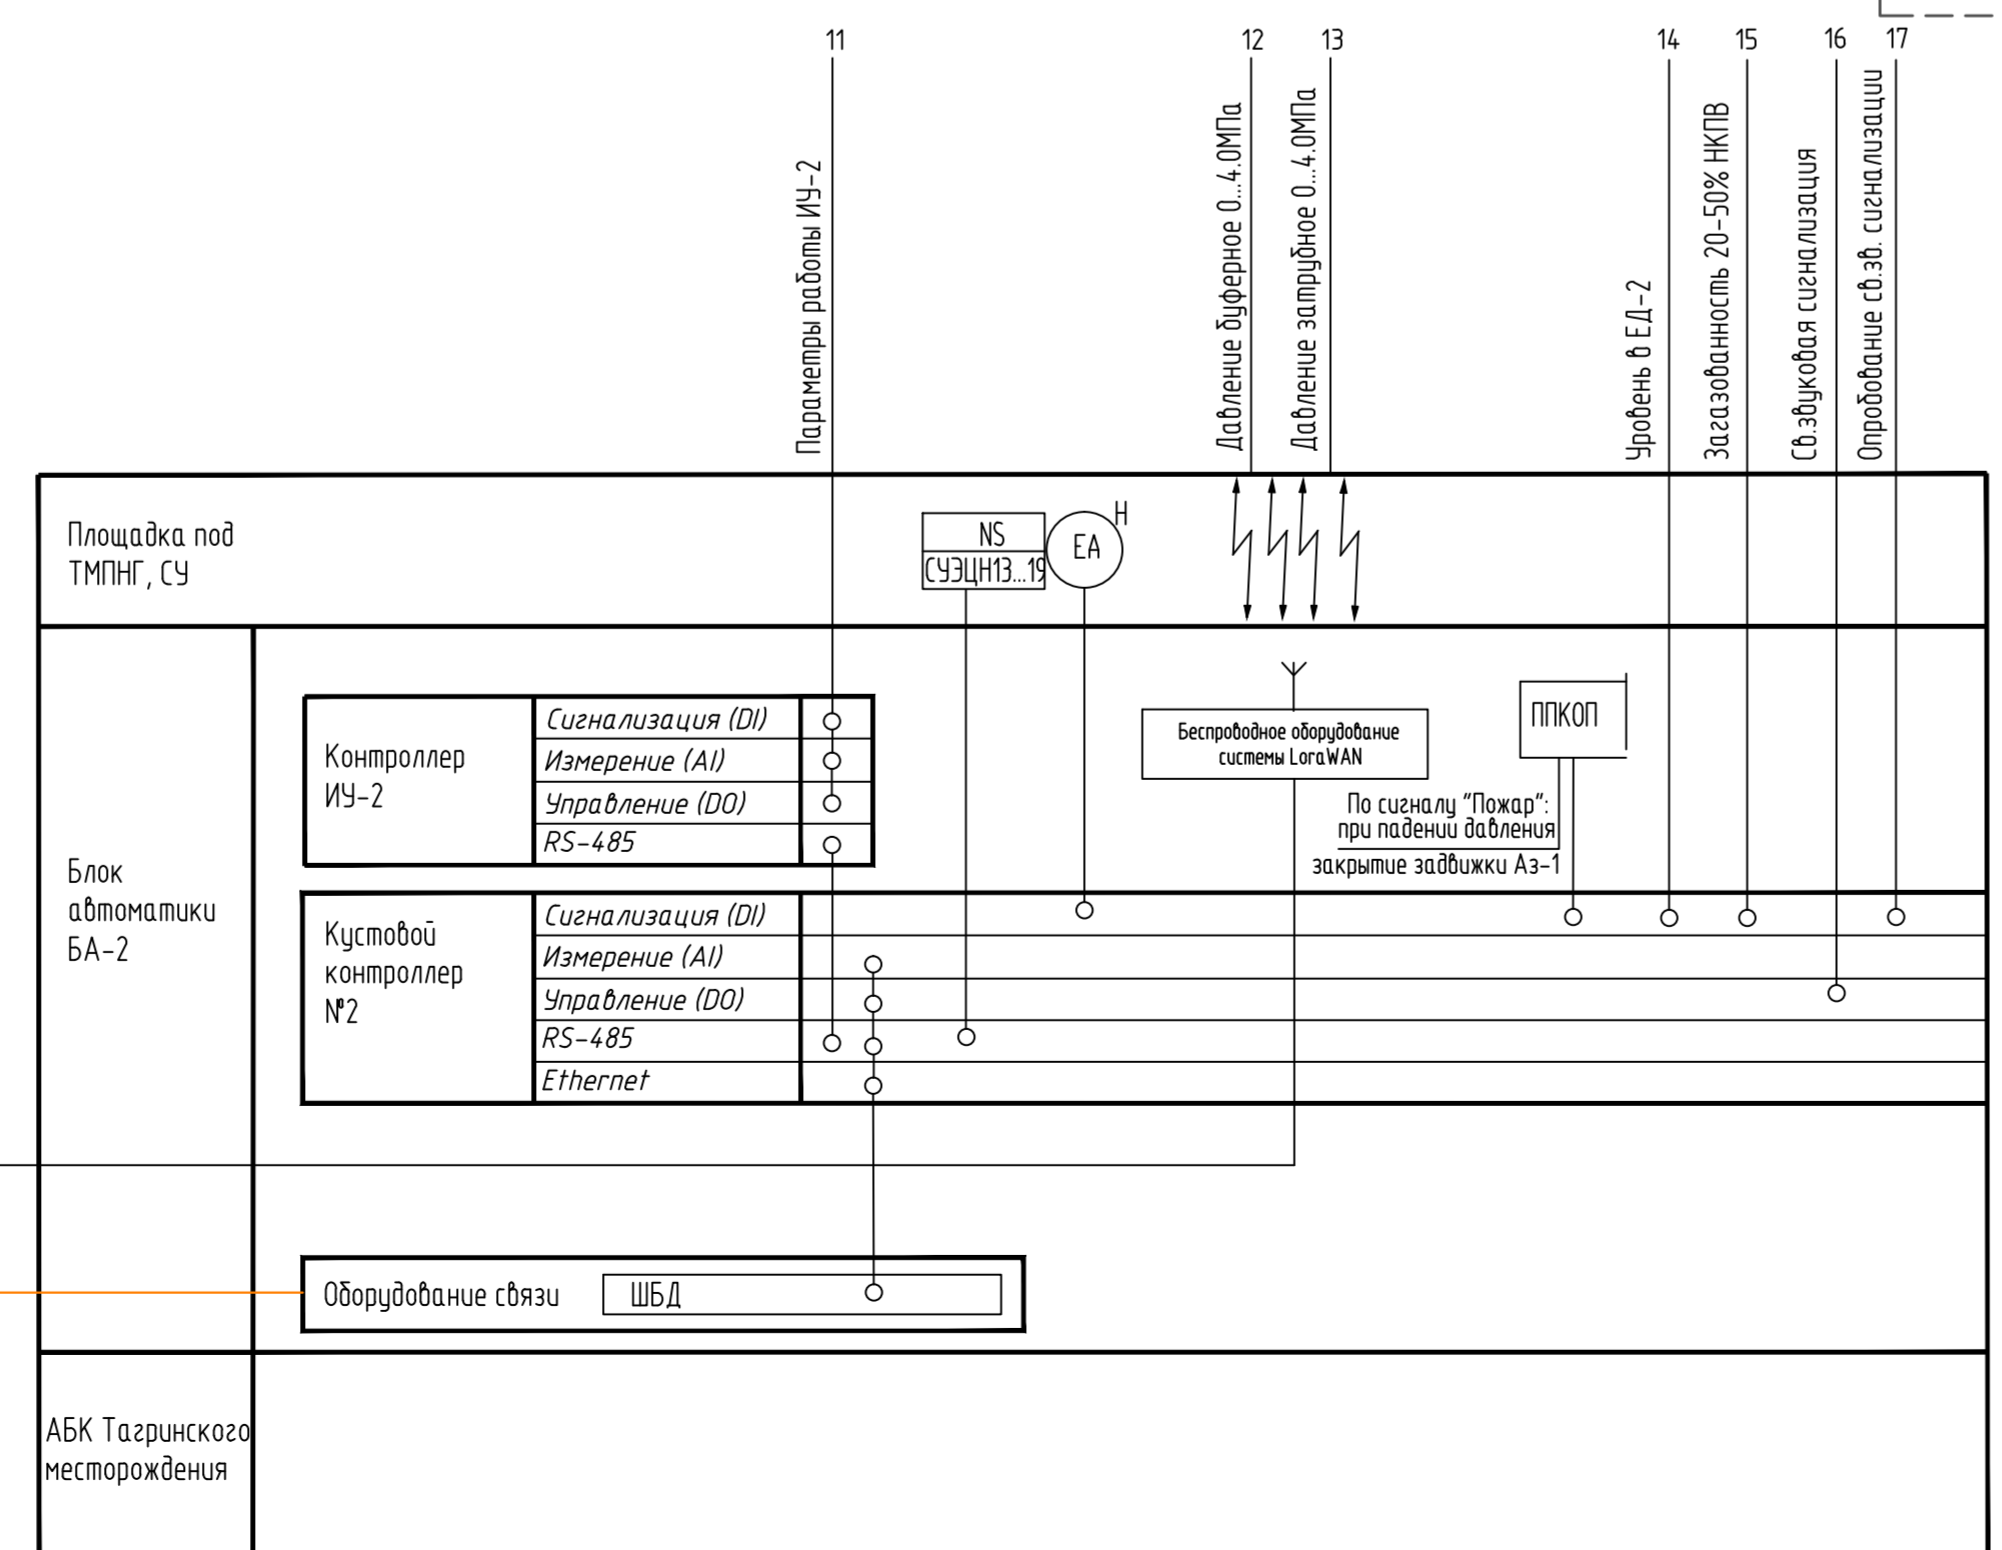 11
12
13
14
15
16
17
Параметры работы ИУ-2
Давление буферное 0...4.0МПа
Давление затрубное 0...4.0МПа
Уровень в ЕД-2
Загазованность 20-50% НКПВ
Св.звуковая сигнализация
Опробование св.зв. сигнализации
Площадка под
ТМПНГ, СУ
NS
СУЭЦН13...19
EA
H
Блок
автоматики
БА-2
Контроллер
ИУ-2
Сигнализация (DI)
Измерение (AI)
Управление (DO)
RS-485
Беспроводное оборудование
системы LoraWAN
ППКОП
По сигналу "Пожар":
при падении давления
закрытие задвижки Аз-1
Кустовой
контроллер
№2
Сигнализация (DI)
Измерение (AI)
Управление (DO)
RS-485
Ethernet
Оборудование связи
ШБД
АБК Тагринского
месторождения